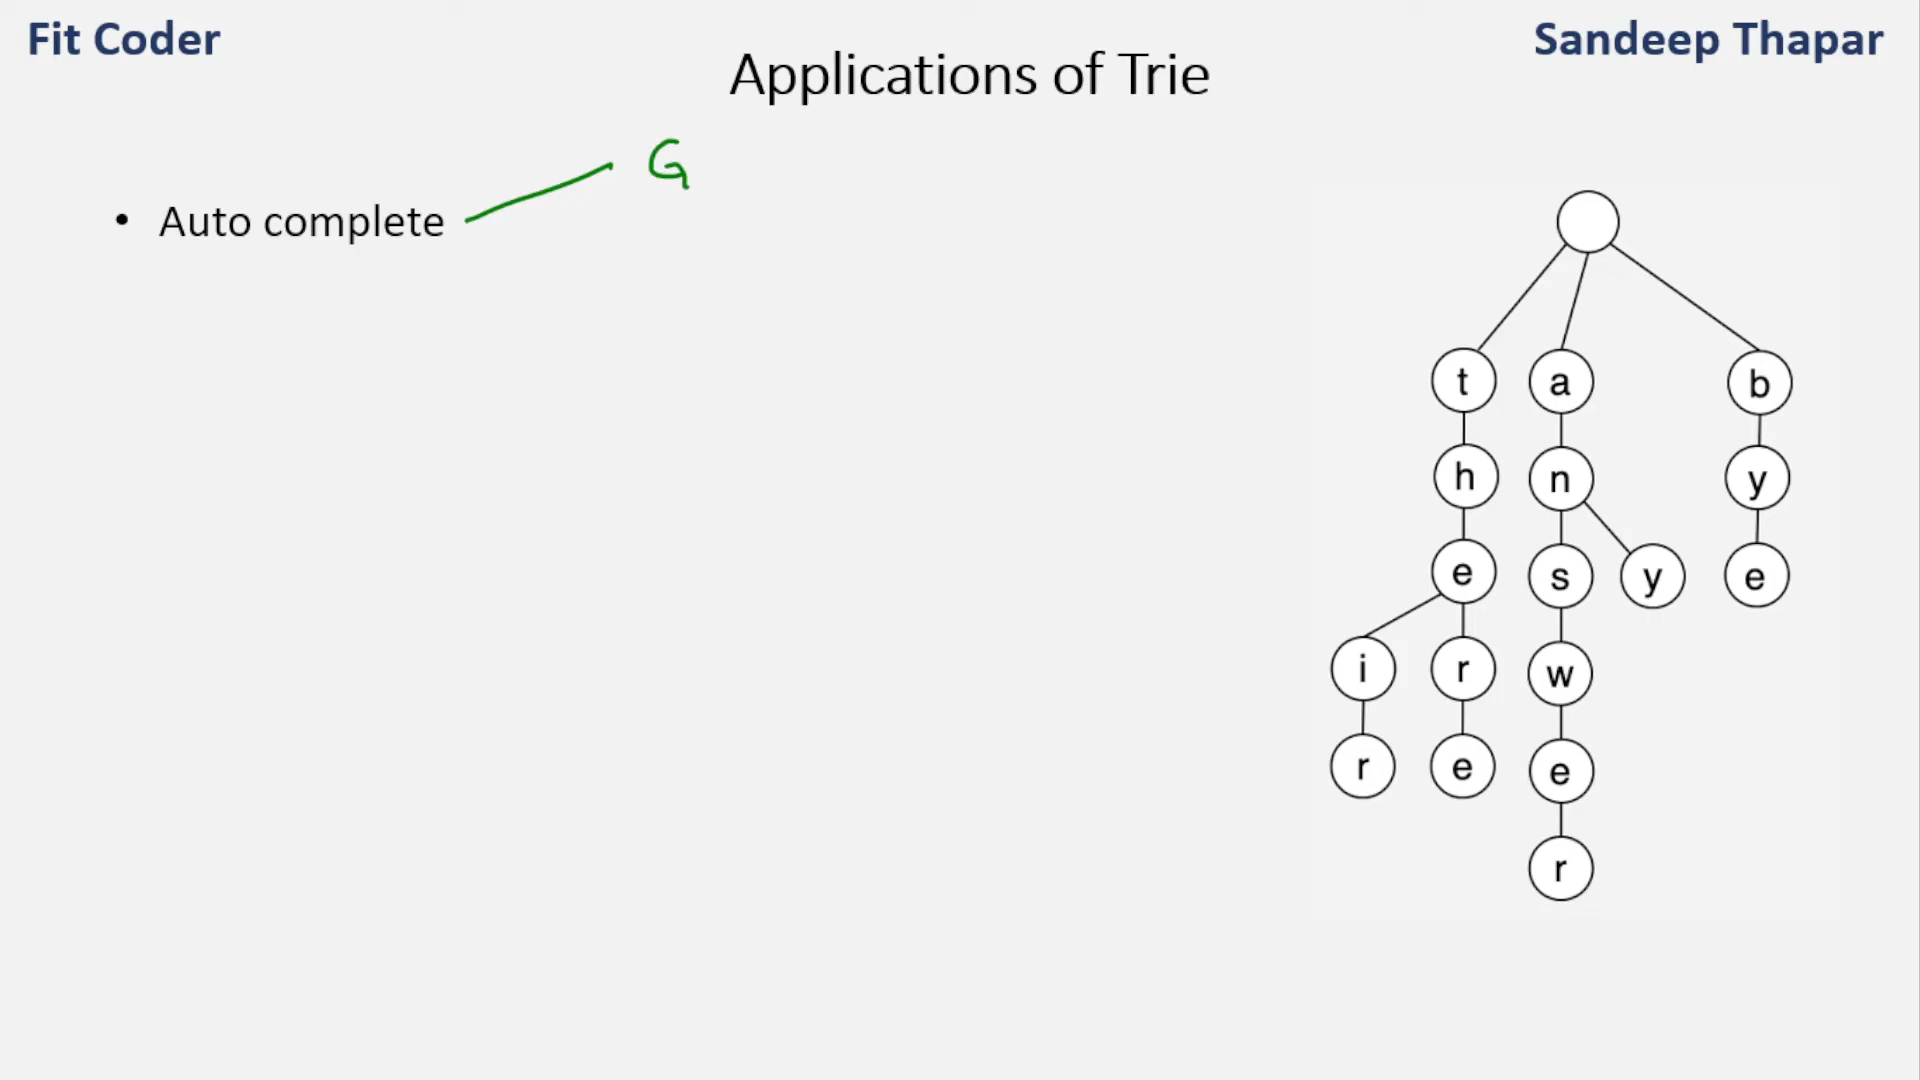 Fit Coder
Sandeep Thapar
Applications of Trie
G
• Auto complete
t a b
h n y
e s y e
i r w
r e e
r